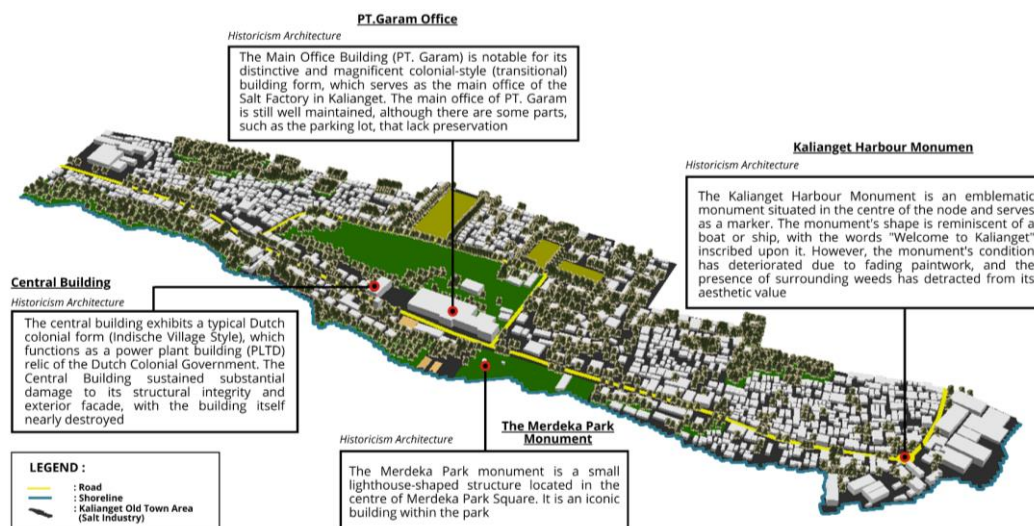 PT.Garam Office
Historicism Architecture
The Main Office Building (PT. Garam) is notable for its
distinctive and magnificent colonial-style (transitional)
building form, which serves as the main office of the
Salt Factory in Kalianget. The main office of PT. Garam
is still well maintained, although there are some parts,
such as the parking lot, that lack preservation
Kalianget Harbour Monumen
Historicism Architecture
The Kalianget Harbour Monument is an emblematic
monument situated in the centre of the node and serves
as a marker. The monument's shape is reminiscent of a
boat or ship, with the words "Welcome to Kalianget"
inscribed upon it. However, the monument's condition
has deteriorated due to fading paintwork, and the
presence of surrounding weeds has detracted from its
aesthetic value
Central Building
Historicism Architecture
The central building exhibits a typical Dutch
colonial form (Indische Village Style), which
functions as a power plant building (PLTD)
relic of the Dutch Colonial Government. The
Central Building sustained substantial
damage to its structural integrity and
exterior facade, with the building itself
nearly destroyed
The Merdeka Park
Monument
Historicism Architecture
The Merdeka Park monument is a small
lighthouse-shaped structure located in the
centre of Merdeka Park Square. It is an iconic
building within the park
LEGEND :
: Road
: Shoreline
: Kalianget Old Town Area
(Salt Industry)